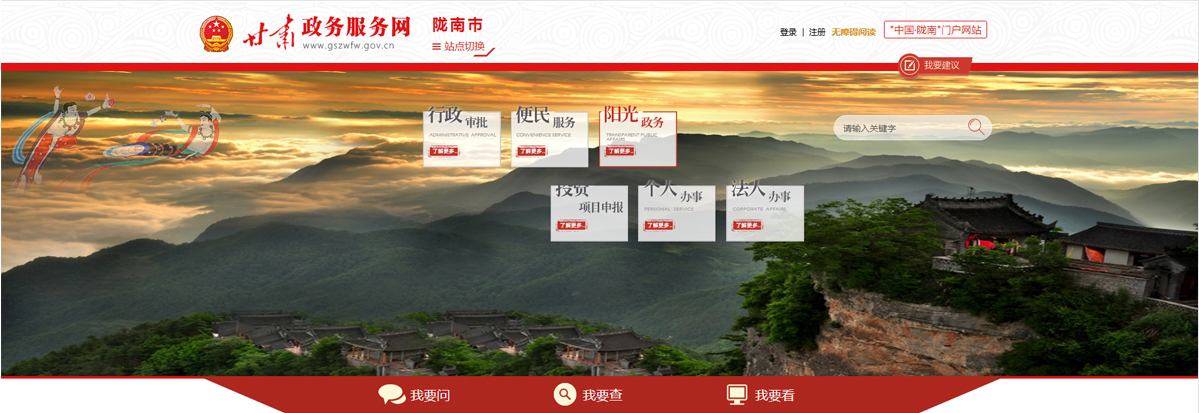 甘肃政务服务网
www.gszwfw.gov.cn
陇南市
站点切换
登录 | 注册 无障碍阅读 "中国·陇南"门户网站
我要建议
行政审批
ADMINISTRATIVE APPROVAL
了解更多..
便民服务
CONVENIENCE SERVICE
了解更多..
阳光政务
TRANSPARENT PUBLIC
AFFAIRS
了解更多..
请输入关键字
投资
项目申报
了解更多..
个人办事
PERSONAL SERVICE
了解更多..
法人办事
CORPORATE AFFAIRS
了解更多..
我要问
我要查
我要看